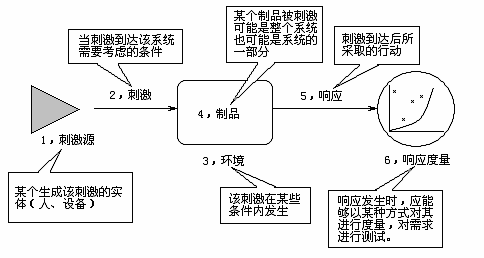 当刺激到达该系统
需要考虑的条件
某个制品被刺激
可能是整个系统
也可能是系统的
一部分
刺激到达后所
采取的行动
2，刺激
4，制品
5，响应
1，刺激源
3，环境
6，响应度量
某个生成该刺激的实
体(人、设备)
该刺激在某些
条件内发生
响应发生时，应能
够以某种方式对其
进行度量，对需求
进行测试。